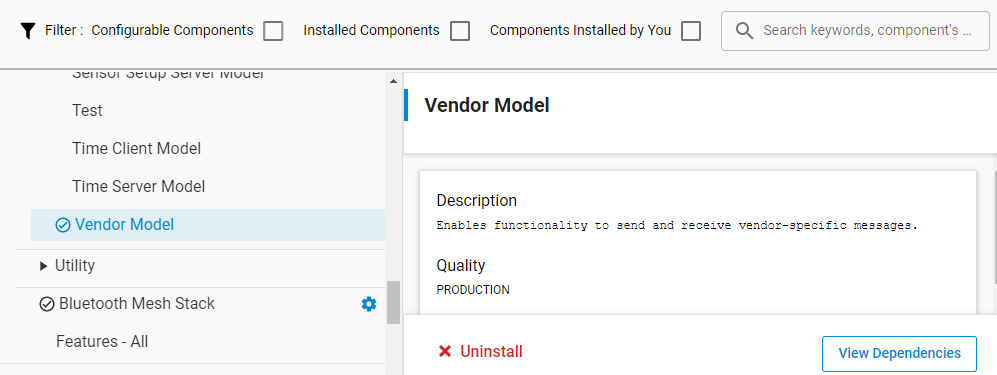 Filter : Configurable Components Installed Components Components Installed by You Search keywords, component's ...
Sensor Setup Server Model
Test
Time Client Model
Time Server Model
Vendor Model
Utility
Bluetooth Mesh Stack
Features - All
Vendor Model
Description
Enables functionality to send and receive vendor-specific messages.
Quality
PRODUCTION
Uninstall
View Dependencies